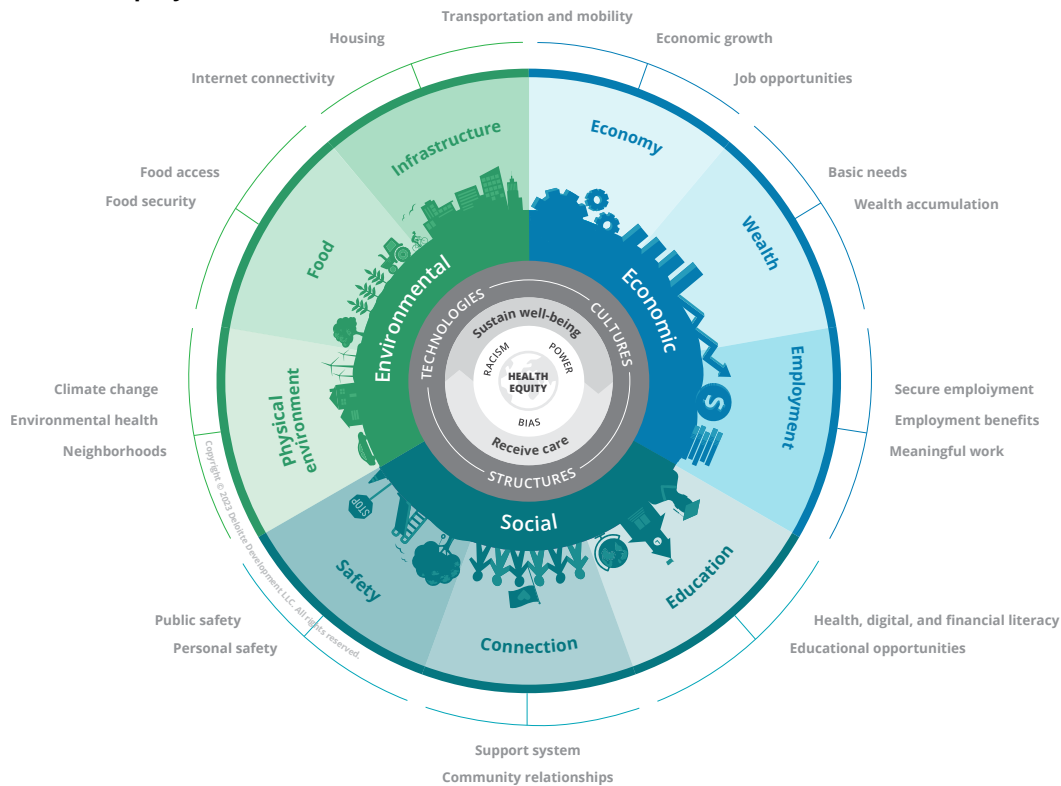 Transportation and mobility
Housing
Economic growth
Internet connectivity
Job opportunities
Infrastructure
Economy
Food access
Basic needs
Food security
Wealth accumulation
Food
Wealth
Environmental
Economic
TECHNOLOGIES
CULTURES
Sustain well-being
RACISM
POWER
HEALTH
EQUITY
BIAS
Receive care
STRUCTURES
Employment
Physical
environment
Climate change
Secure emploiyment
Environmental health
Employment benefits
Neighborhoods
Meaningful work
Copyright © 2023 Deloitte Development LLC. All rights reserved.
STOP
$
Social
Safety
Connection
Education
Public safety
Health, digital, and financial literacy
Personal safety
Educational opportunities
Support system
Community relationships